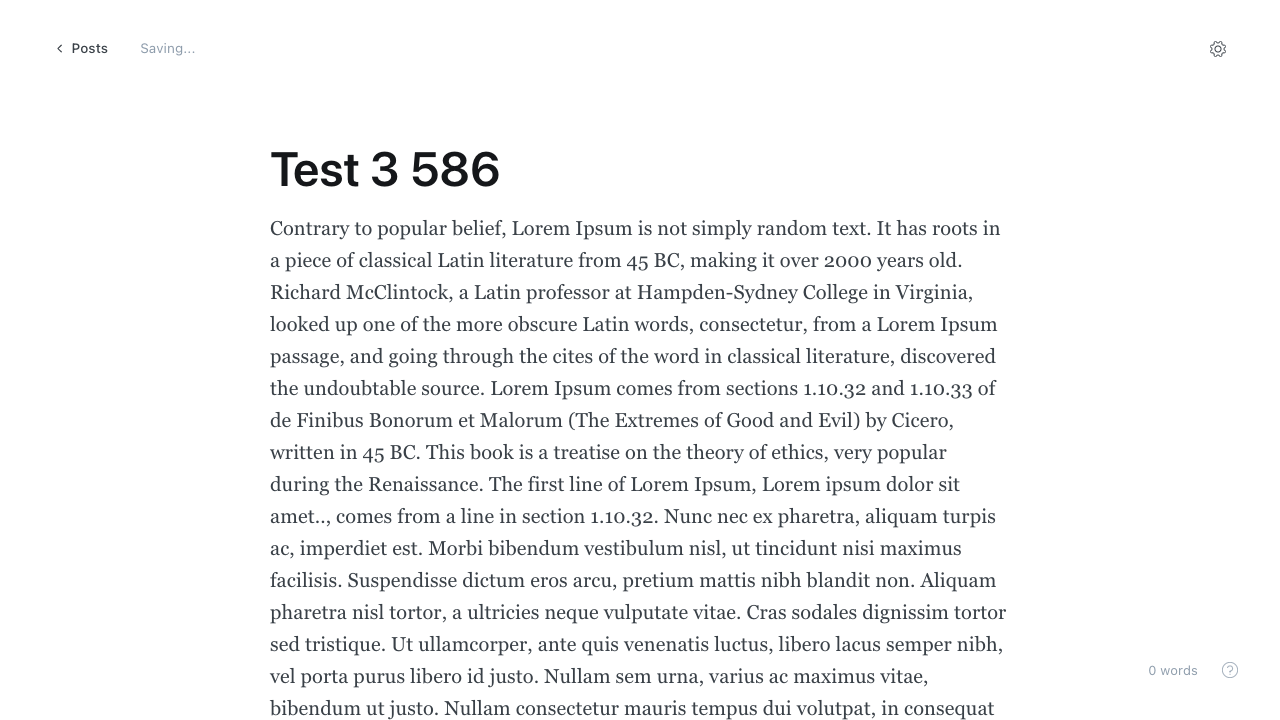 Posts
Saving...
Test 3 586
Contrary to popular belief, Lorem Ipsum is not simply random text. It has roots in
a piece of classical Latin literature from 45 BC, making it over 2000 years old.
Richard McClintock, a Latin professor at Hampden-Sydney College in Virginia,
looked up one of the more obscure Latin words, consectetur, from a Lorem Ipsum
passage, and going through the cites of the word in classical literature, discovered
the undoubtable source. Lorem Ipsum comes from sections 1.10.32 and 1.10.33 of
de Finibus Bonorum et Malorum (The Extremes of Good and Evil) by Cicero,
written in 45 BC. This book is a treatise on the theory of ethics, very popular
during the Renaissance. The first line of Lorem Ipsum, Lorem ipsum dolor sit
amet.., comes from a line in section 1.10.32. Nunc nec ex pharetra, aliquam turpis
ac, imperdiet est. Morbi bibendum vestibulum nisl, ut tincidunt nisi maximus
facilisis. Suspendisse dictum eros arcu, pretium mattis nibh blandit non. Aliquam
pharetra nisl tortor, a ultricies neque vulputate vitae. Cras sodales dignissim tortor
sed tristique. Ut ullamcorper, ante quis venenatis luctus, libero lacus semper nibh,
vel porta purus libero id justo. Nullam sem urna, varius ac maximus vitae,
bibendum ut justo. Nullam consectetur mauris tempus dui volutpat, in consequat
0 words